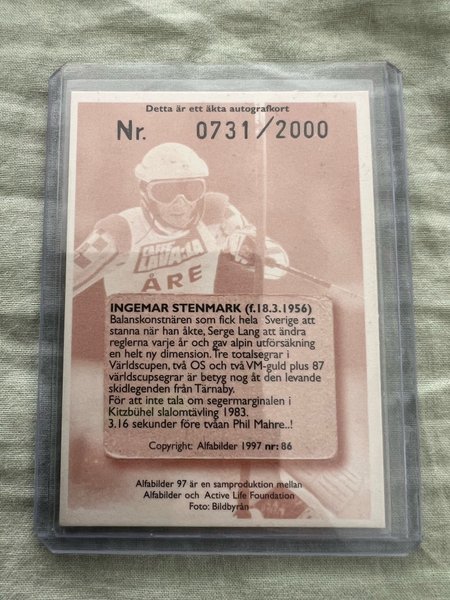 Detta är ett äkta autografkort
Nr. 0731/2000
ÅRE
INGEMAR STENMARK (f.18.3.1956)
Balanskonstnären som fick hela Sverige att
stanna när han åkte, Serge Lang att ändra
reglerna varje år och gav alpin utförsäkning
en helt ny dimension. Tre totalsegrar i
Världscupen, två OS och två VM-guld plus 87
världscupsegrar är betyg nog åt den levande
skidlegenden från Tärnaby.
För att inte tala om segermarginalen i
Kitzbühel slalomtävling 1983.
3.16 sekunder före tvåan Phil Mahre..!
Copyright: Alfabilder 1997 nr: 86
Alfabilder 97 är en samproduktion mellan
Alfabilder och Active Life Foundation
Foto: Bildbyrån